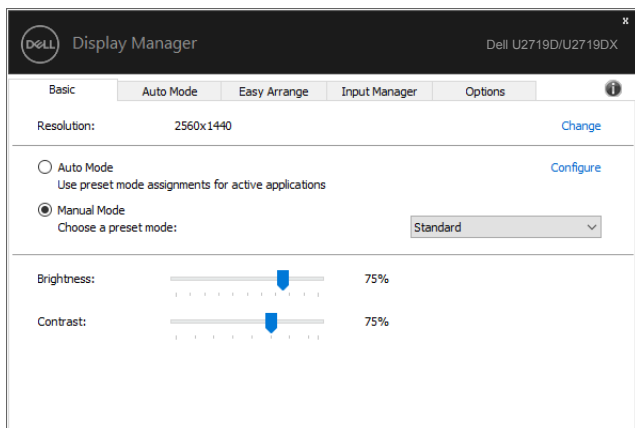 DELL Display Manager
x
Dell U2719D/U2719DX
Basic Auto Mode Easy Arrange Input Manager Options i
Resolution: 2560x1440 Change
Auto Mode Configure
Use preset mode assignments for active applications
Manual Mode
Choose a preset mode: Standard
Brightness: 75%
Contrast: 75%